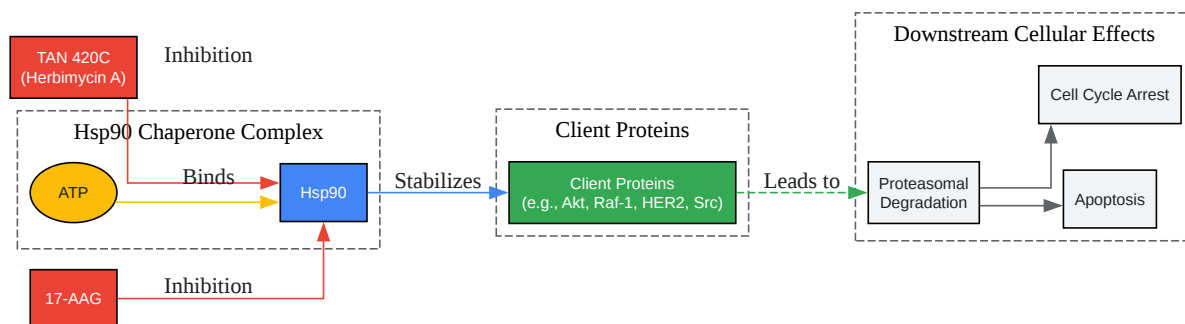 TAN 420C
(Herbimycin A)
Inhibition
Hsp90 Chaperone Complex
ATP
Binds
Hsp90
Stabilizes
Client Proteins
Client Proteins
(e.g., Akt, Raf-1, HER2, Src)
Leads to
Downstream Cellular Effects
Cell Cycle Arrest
Proteasomal
Degradation
Apoptosis
17-AAG
Inhibition